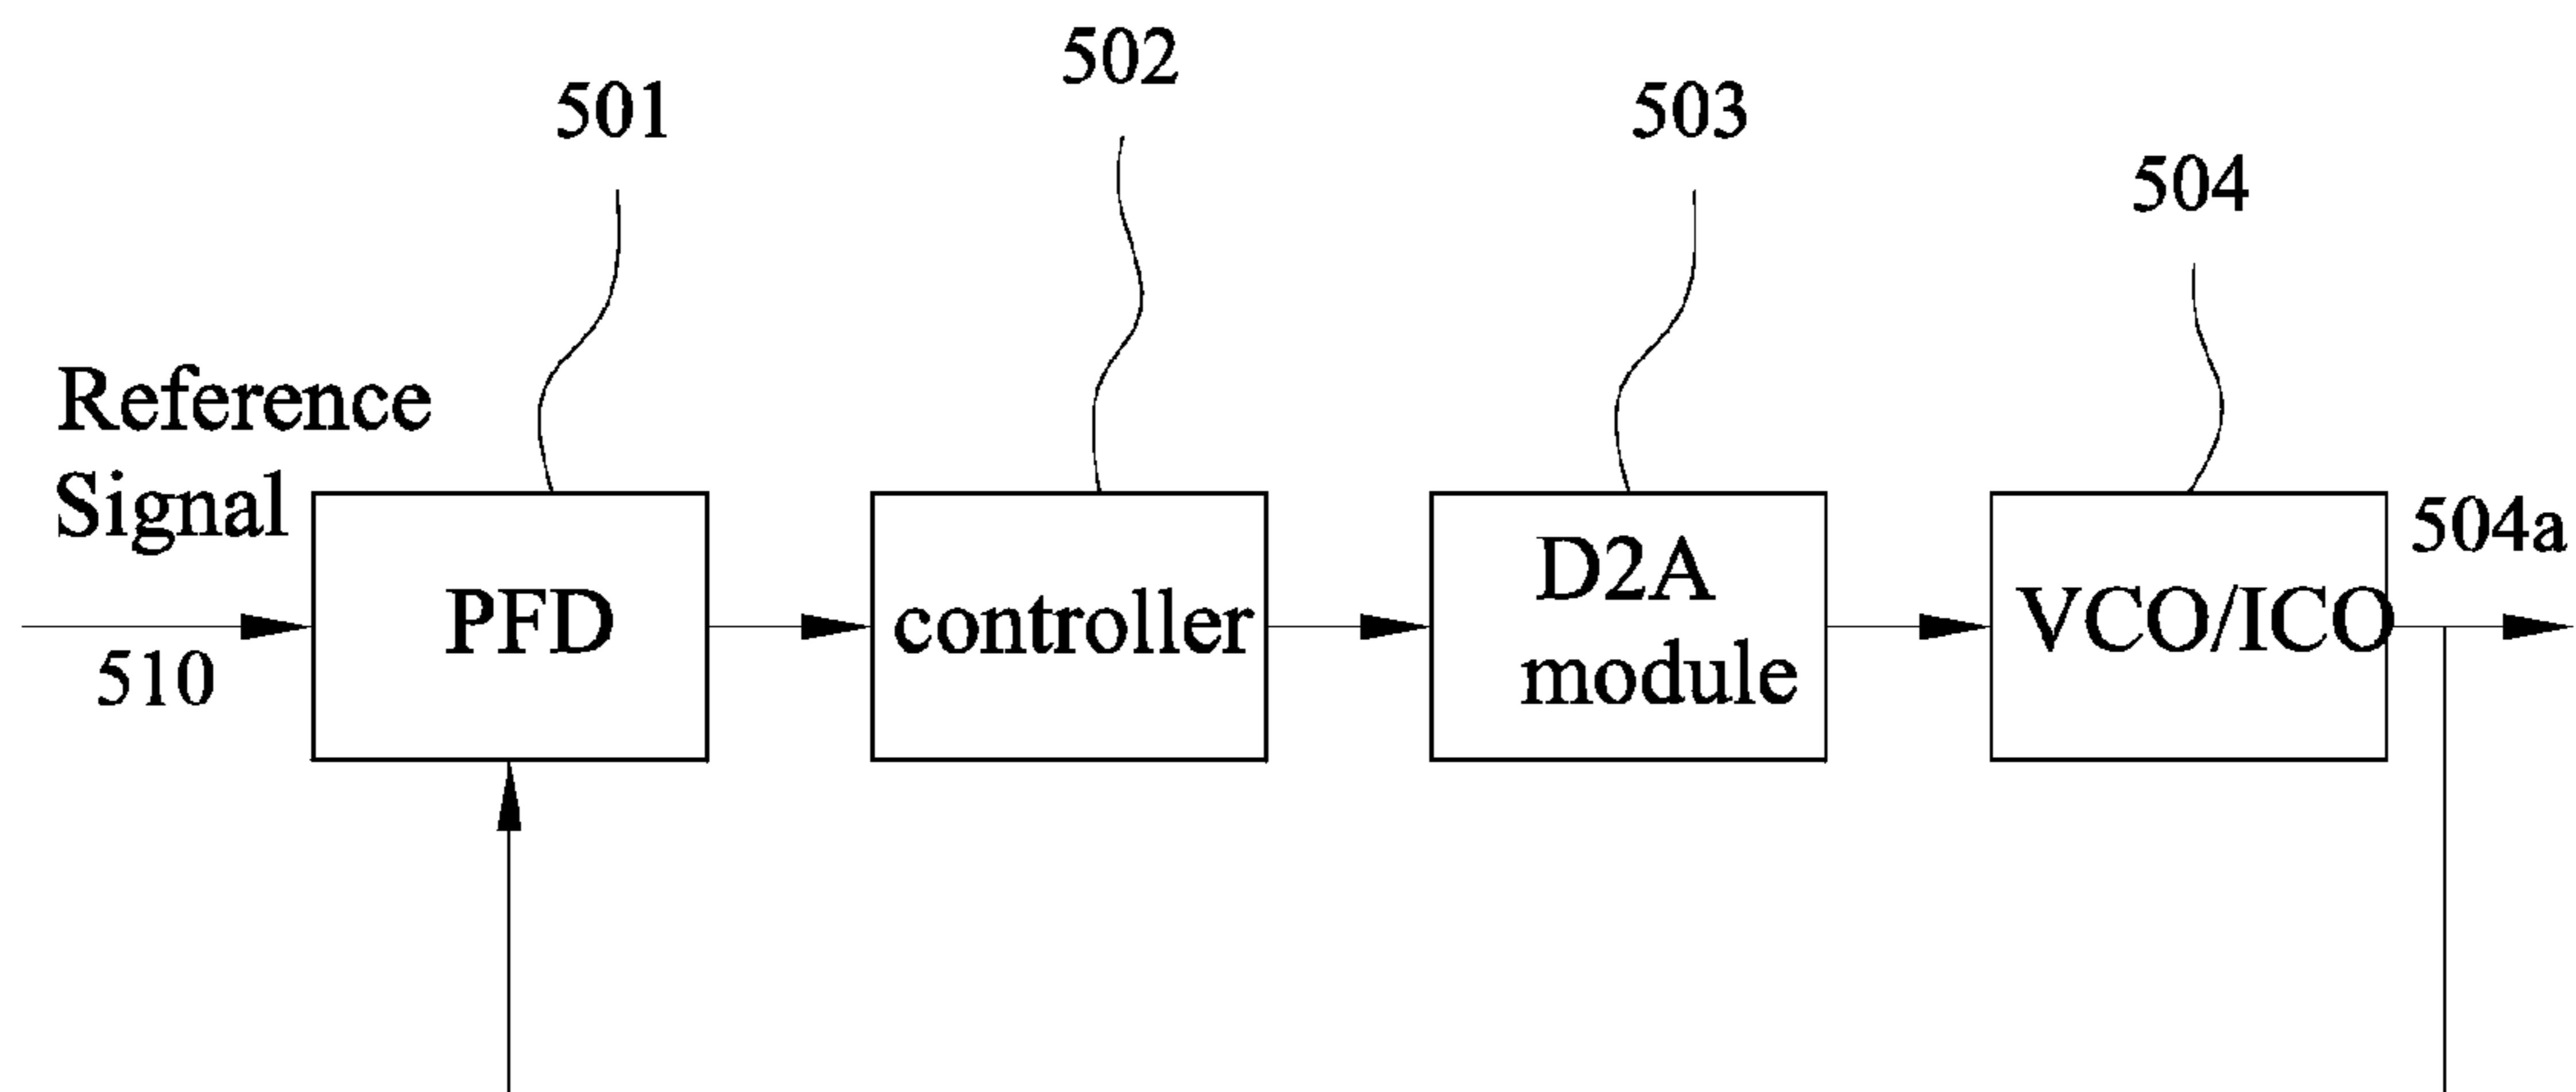 502
501
503
504
Reference
Signal
504a
510
PFD
controller
D2A
module
VCO/ICO